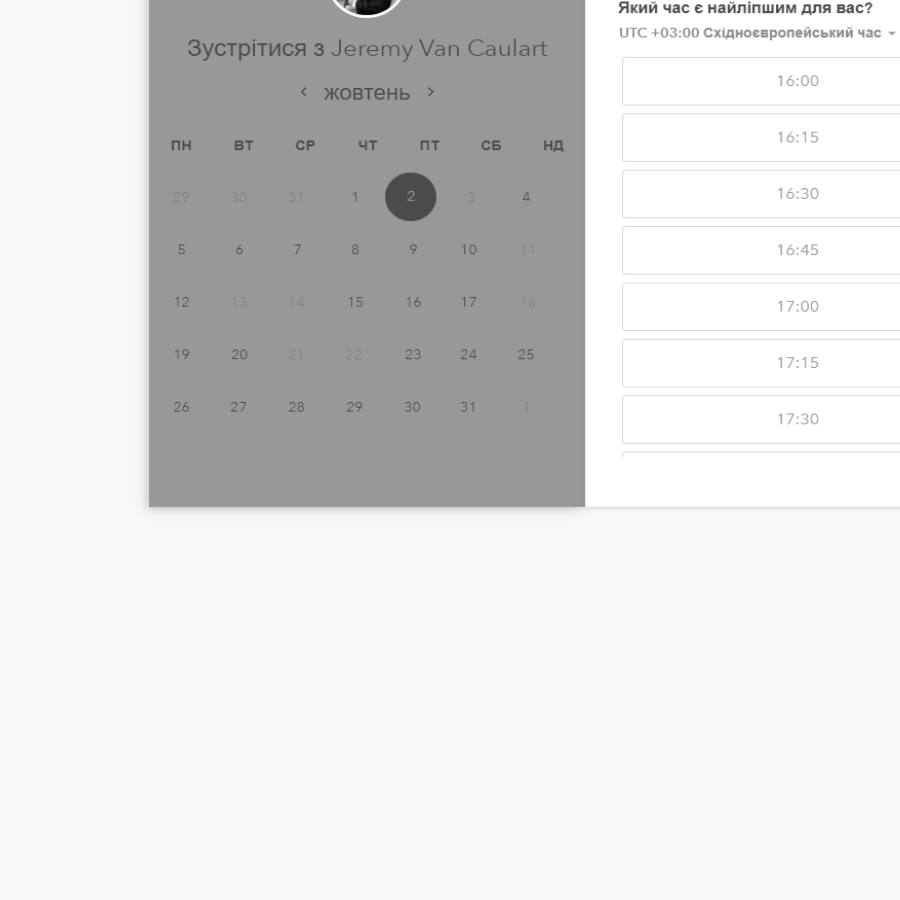 Зустрітися з Jeremy Van Caulart
жовтень
ПН ВТ СР ЧТ ПТ СБ НД
29 30 31 1 2 3 4
5 6 7 8 9 10 11
12 13 14 15 16 17 18
19 20 21 22 23 24 25
26 27 28 29 30 31 1
Який час є найліпшим для вас?
UTC +03:00 Східноєвропейський час
16:00
16:15
16:30
16:45
17:00
17:15
17:30